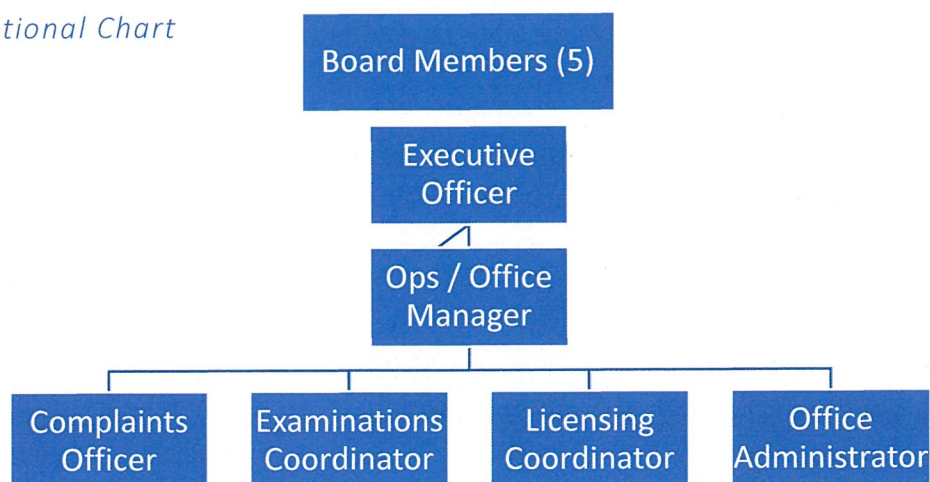 tional Chart
Board Members (5)
Executive
Officer
Ops / Office
Manager
Complaints
Officer
Examinations
Coordinator
Licensing
Coordinator
Office
Administrator